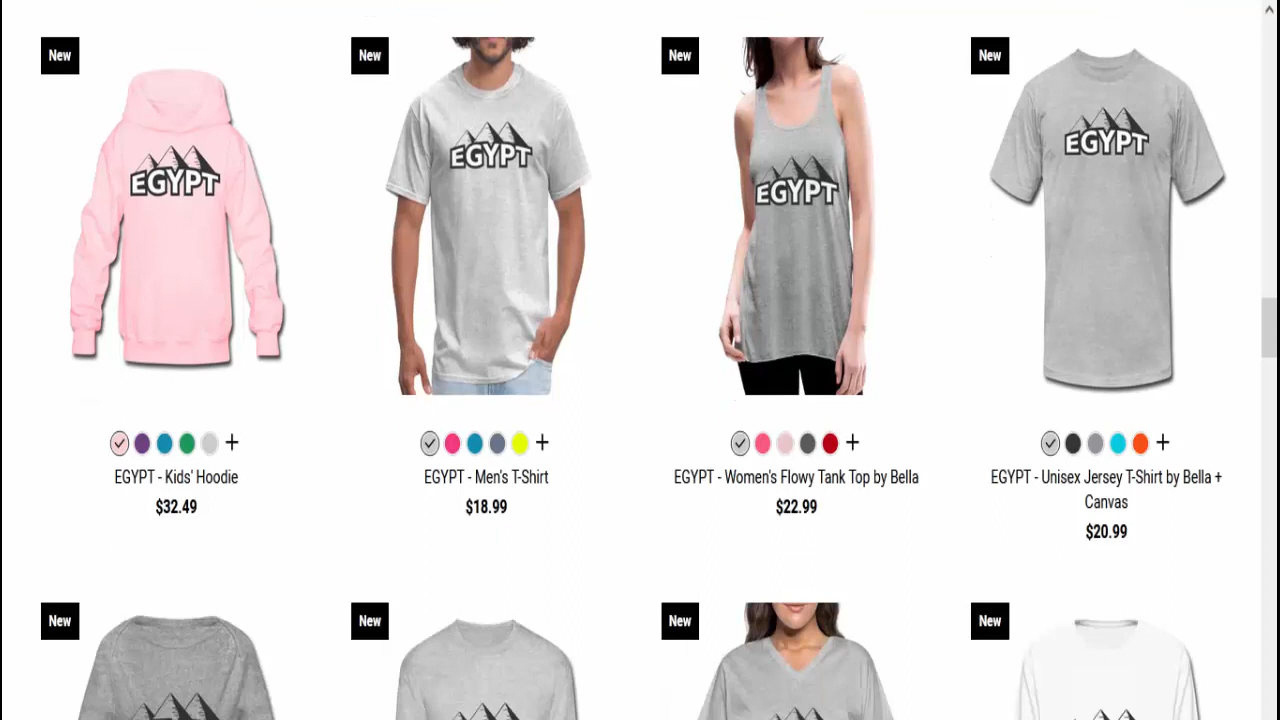 New
New
New
New
EGYPT
EGYPT
EGYPT
EGYPT
EGYPT - Kids' Hoodie
$32.49
EGYPT - Men's T-Shirt
$18.99
EGYPT - Women's Flowy Tank Top by Bella
$22.99
EGYPT - Unisex Jersey T-Shirt by Bella +
Canvas
$20.99
New
New
New
New